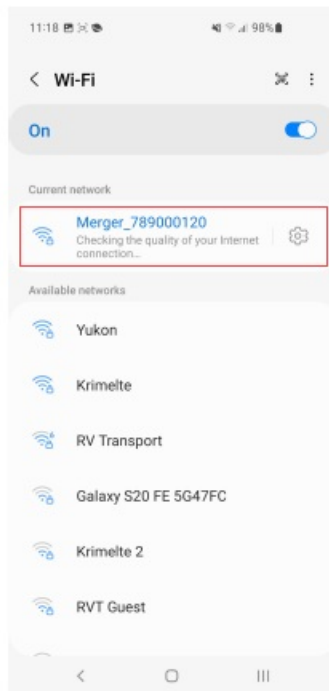 11:18 98%
Wi-Fi
On
Current network
Merger_789000120
Checking the quality of your Internet
connection...
Available networks
Yukon
Krimelte
RV Transport
Galaxy S20 FE 5G47FC
Krimelte 2
RVT Guest